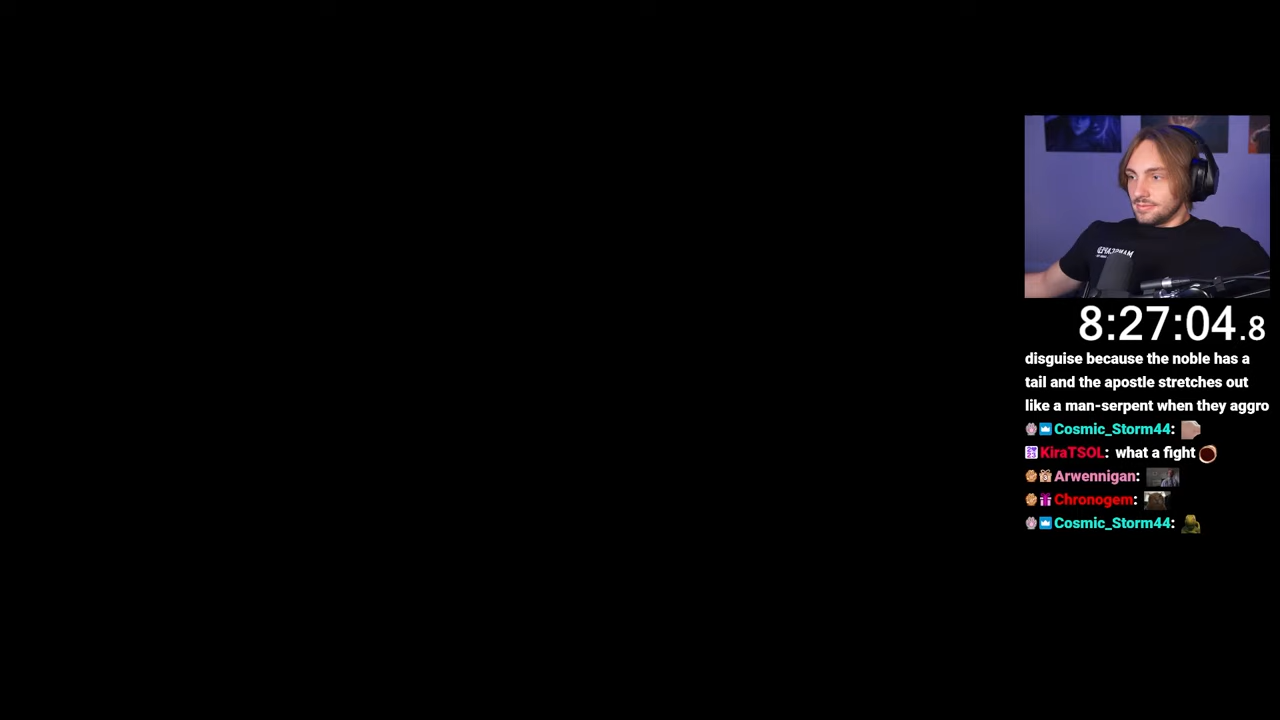 8:27:04.8
disguise because the noble has a
tail and the apostle stretches out
like a man-serpent when they aggro
Cosmic_Storm44:
KiraTSOL: what a fight
Arwennigan:
Chronogem:
Cosmic_Storm44: